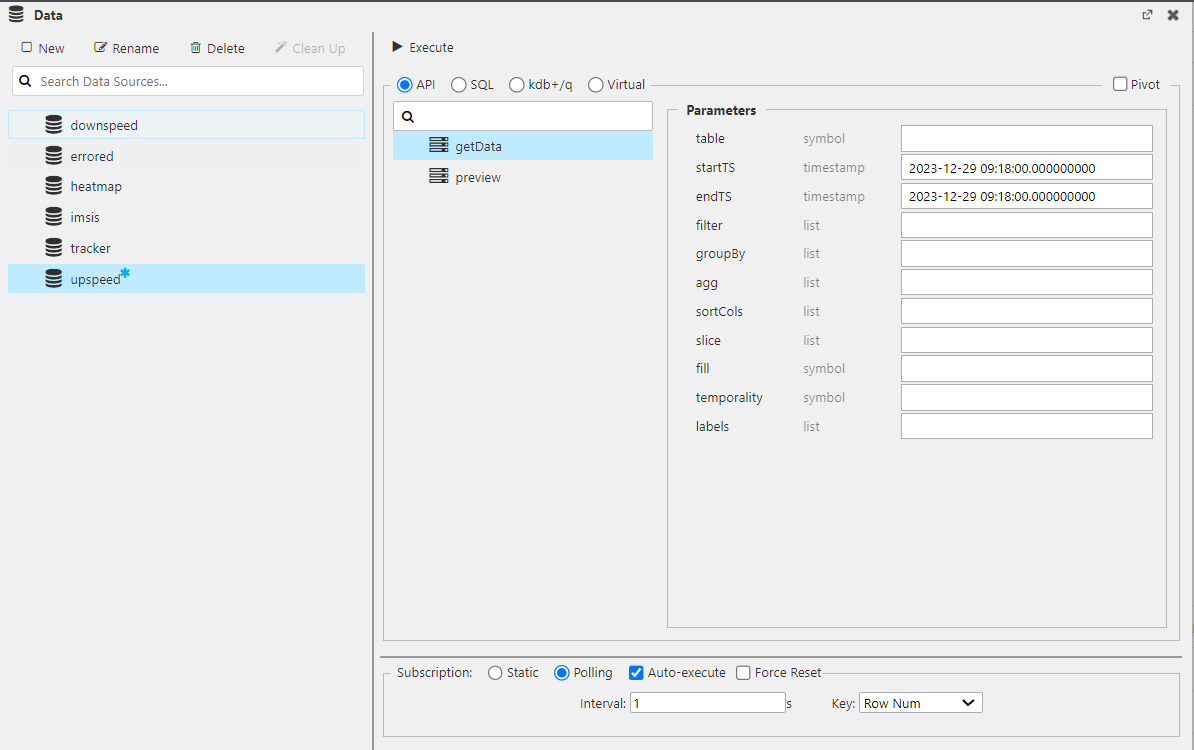 Data
New Rename Delete Clean Up
Search Data Sources...
downspeed
errored
heatmap
imsis
tracker
upspeed*
Execute
API SQL kdb+/q Virtual Pivot
getData
preview
Parameters
table symbol
startTS timestamp 2023-12-29 09:18:00.000000000
endTS timestamp 2023-12-29 09:18:00.000000000
filter list
groupBy list
agg list
sortCols list
slice list
fill symbol
temporality symbol
labels list
Subscription: Static Polling Auto-execute Force Reset
Interval: 1 s Key: Row Num